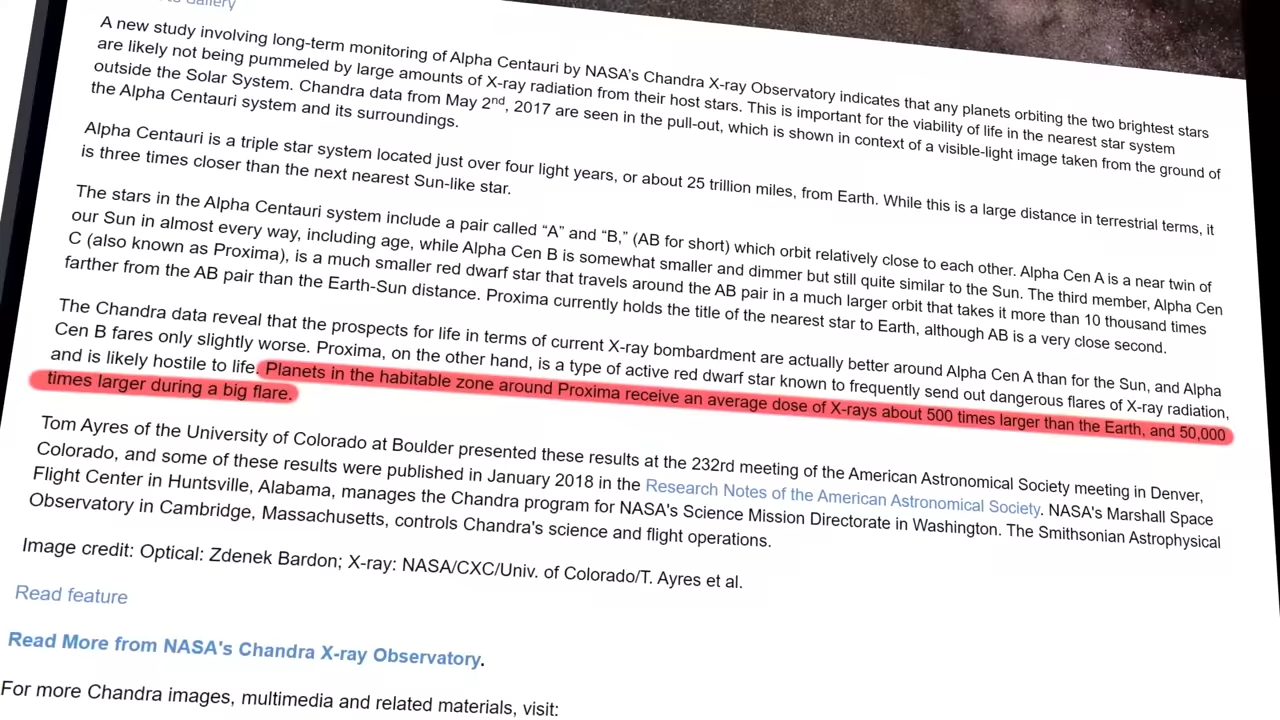 to Gallery
A new study involving long-term monitoring of Alpha Centauri by NASA's Chandra X-ray Observatory indicates that any planets orbiting the two brightest stars
are likely not being pummeled by large amounts of X-ray radiation from their host stars. This is important for the viability of life in the nearest star system
outside the Solar System. Chandra data from May 2nd, 2017 are seen in the pull-out, which is shown in context of a visible-light image taken from the ground of
the Alpha Centauri system and its surroundings.
Alpha Centauri is a triple star system located just over four light years, or about 25 trillion miles, from Earth. While this is a large distance in terrestrial terms, it
is three times closer than the next nearest Sun-like star.
The stars in the Alpha Centauri system include a pair called “A” and “B,” (AB for short) which orbit relatively close to each other. Alpha Cen A is a near twin of
our Sun in almost every way, including age, while Alpha Cen B is somewhat smaller and dimmer but still quite similar to the Sun. The third member, Alpha Cen
C (also known as Proxima), is a much smaller red dwarf star that travels around the AB pair in a much larger orbit that takes it more than 10 thousand times
farther from the AB pair than the Earth-Sun distance. Proxima currently holds the title of the nearest star to Earth, although AB is a very close second.
The Chandra data reveal that the prospects for life in terms of current X-ray bombardment are actually better around Alpha Cen A than for the Sun, and Alpha
Cen B fares only slightly worse. Proxima, on the other hand, is a type of active red dwarf star known to frequently send out dangerous flares of X-ray radiation,
and is likely hostile to life. Planets in the habitable zone around Proxima receive an average dose of X-rays about 500 times larger than the Earth, and 50,000
times larger during a big flare.
Tom Ayres of the University of Colorado at Boulder presented these results at the 232rd meeting of the American Astronomical Society meeting in Denver,
Colorado, and some of these results were published in January 2018 in the Research Notes of the American Astronomical Society. NASA's Marshall Space
Flight Center in Huntsville, Alabama, manages the Chandra program for NASA's Science Mission Directorate in Washington. The Smithsonian Astrophysical
Observatory in Cambridge, Massachusetts, controls Chandra's science and flight operations.
Image credit: Optical: Zdenek Bardon; X-ray: NASA/CXC/Univ. of Colorado/T. Ayres et al.
Read feature
Read More from NASA's Chandra X-ray Observatory.
For more Chandra images, multimedia and related materials, visit: